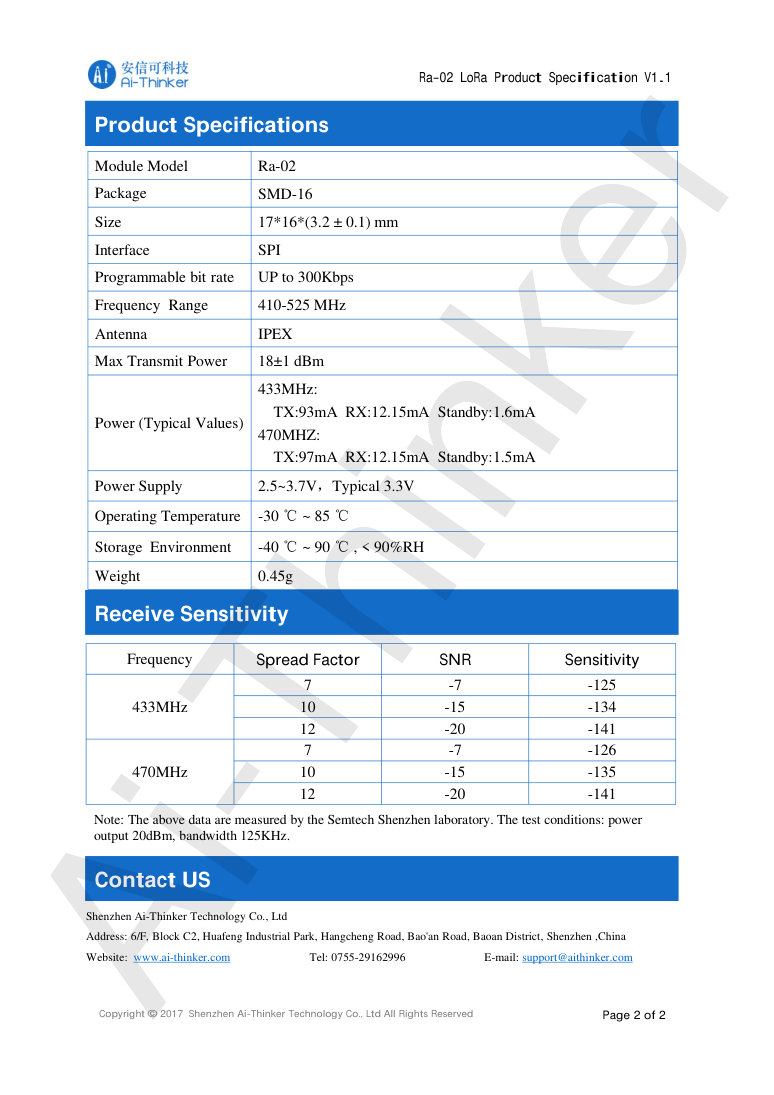 安信可科技
Ai-Thinker
Ra-02 LoRa Product Specification V1.1
Product Specifications
Module Model Ra-02
Package SMD-16
Size 17*16*(3.2 ± 0.1) mm
Interface SPI
Programmable bit rate UP to 300Kbps
Frequency Range 410-525 MHz
Antenna IPEX
Max Transmit Power 18±1 dBm
Power (Typical Values) 433MHz:
TX:93mA RX:12.15mA Standby:1.6mA
470MHZ:
TX:97mA RX:12.15mA Standby:1.5mA
Power Supply 2.5~3.7V，Typical 3.3V
Operating Temperature -30 ℃ ~ 85 ℃
Storage Environment -40 ℃ ~ 90 ℃ , < 90%RH
Weight 0.45g
Receive Sensitivity
Frequency Spread Factor SNR Sensitivity
433MHz 7 -7 -125
10 -15 -134
12 -20 -141
470MHz 7 -7 -126
10 -15 -135
12 -20 -141
Note: The above data are measured by the Semtech Shenzhen laboratory. The test conditions: power
output 20dBm, bandwidth 125KHz.
Contact US
Shenzhen Ai-Thinker Technology Co., Ltd
Address: 6/F, Block C2, Huafeng Industrial Park, Hangcheng Road, Bao'an Road, Baoan District, Shenzhen ,China
Website: www.ai-thinker.com Tel: 0755-29162996 E-mail: support@aithinker.com
Copyright © 2017 Shenzhen Ai-Thinker Technology Co., Ltd All Rights Reserved
Page 2 of 2
Ai-Thinker